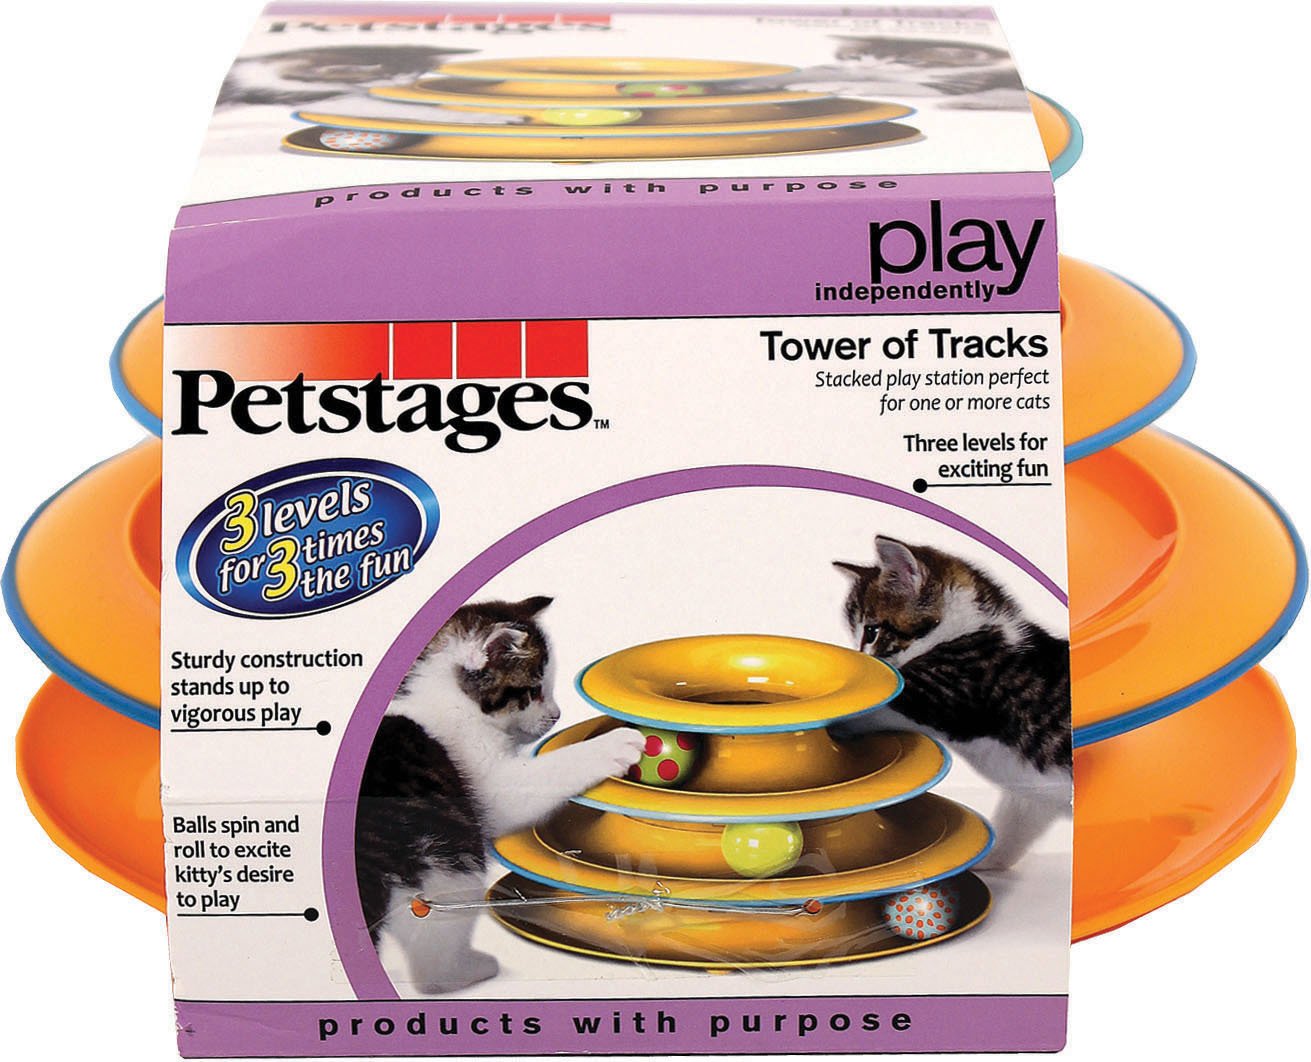 Petstages
Tower of Tracks
products with purpose
play
independently
Petstages™
Tower of Tracks
Stacked play station perfect
for one or more cats
Three levels for
exciting fun
3 levels
for 3 times
the fun
Sturdy construction
stands up to
vigorous play
Balls spin and
roll to excite
kitty's desire
to play
products with purpose